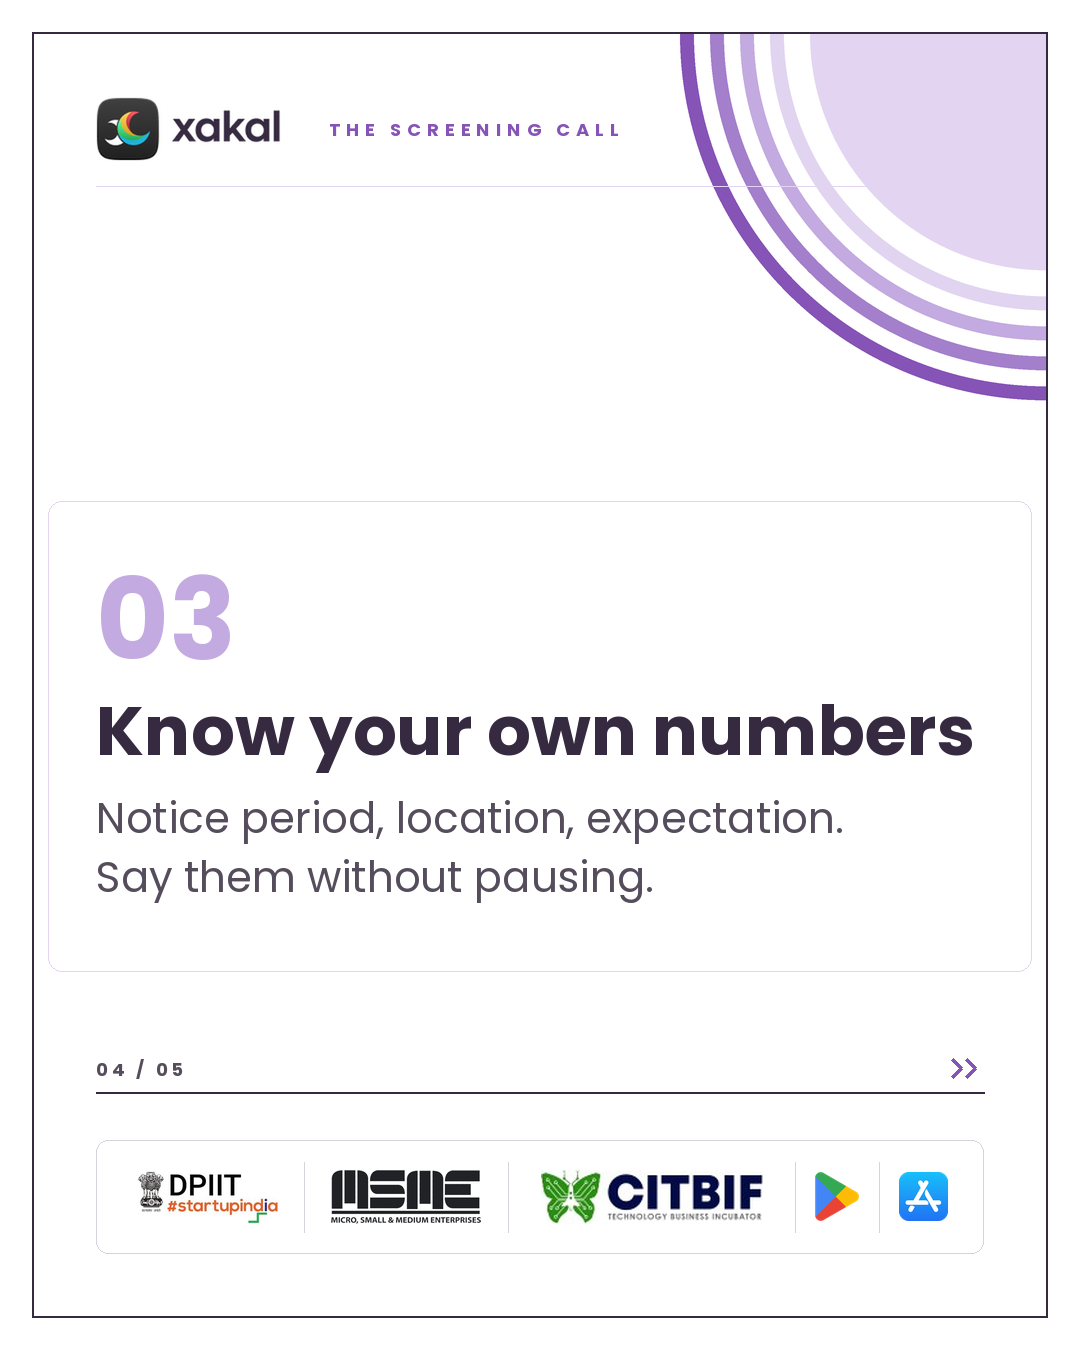 xakal
THE SCREENING CALL
03
Know your own numbers
Notice period, location, expectation.
Say them without pausing.
04 / 05
DPIIT
#startupindia
MSME
MICRO, SMALL & MEDIUM ENTERPRISES
CITBIF
TECHNOLOGY BUSINESS INCUBATOR